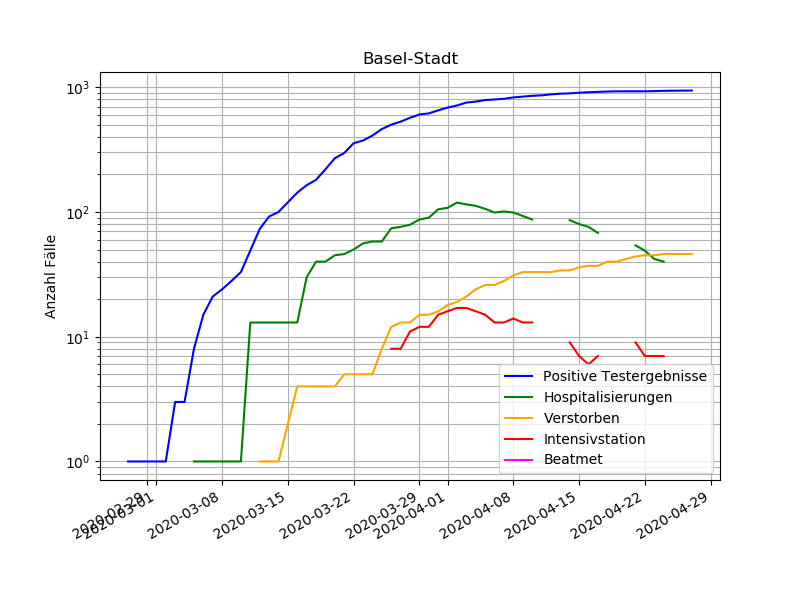 Basel-Stadt
Anzahl Fälle
10³
10²
10¹
10⁰
Positive Testergebnisse
Hospitalisierungen
Verstorben
Intensivstation
Beatmet
2020-03-01
2020-03-08
2020-03-15
2020-03-22
2020-03-29
2020-04-01
2020-04-08
2020-04-15
2020-04-22
2020-04-29